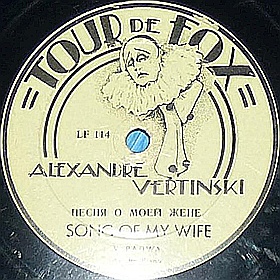 =TOUR DE FOX=
LF 114
ALEXANDRE
VERTINSKI
ПЕСНЯ О МОЕЙ ЖЕНЕ
SONG OF MY WIFE